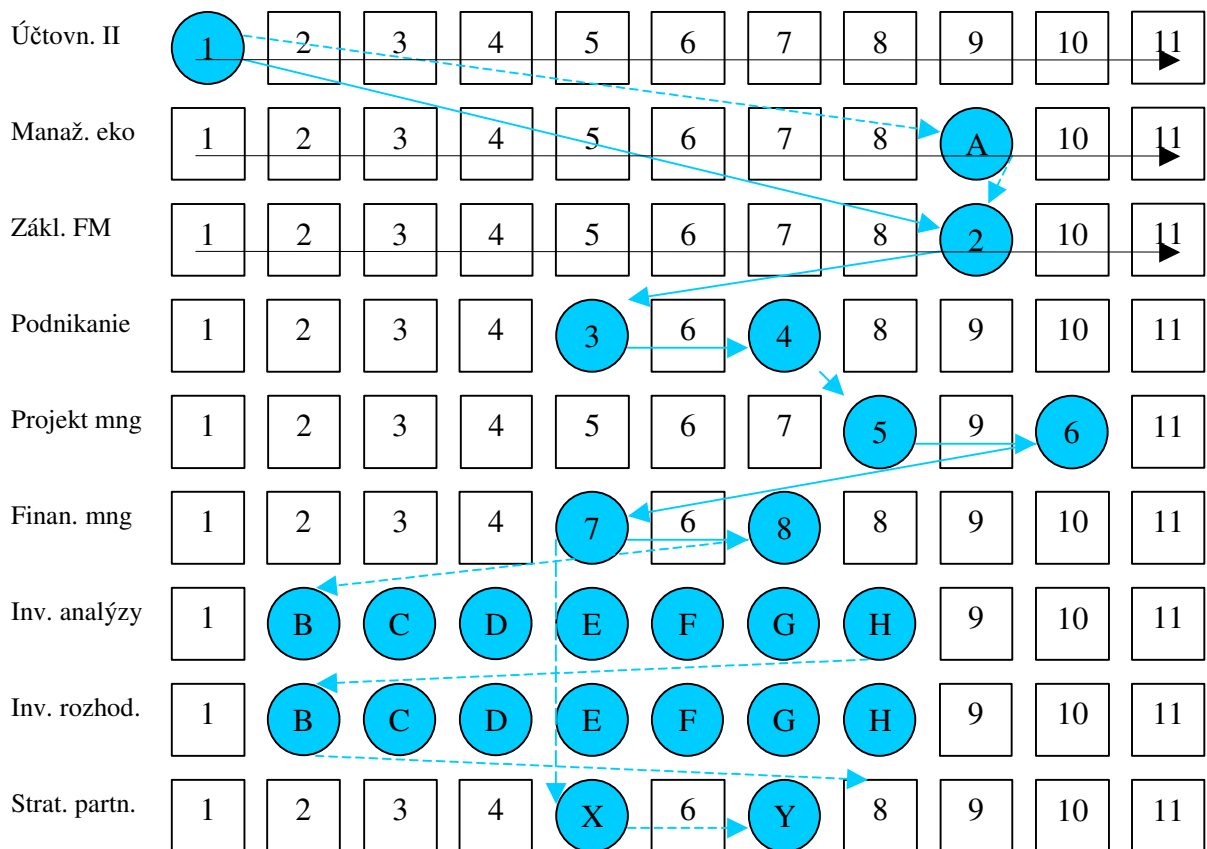 Účtovn. II 1 2 3 4 5 6 7 8 9 10 11
Manaž. eko 1 2 3 4 5 6 7 8 A 10 11
Zákl. FM 1 2 3 4 5 6 7 8 2 10 11
Podnikanie 1 2 3 4 3 6 4 8 9 10 11
Projekt mng 1 2 3 4 5 6 7 5 9 6 11
Finan. mng 1 2 3 4 7 6 8 8 9 10 11
Inv. analýzy 1 B C D E F G H 9 10 11
Inv. rozhod. 1 B C D E F G H 9 10 11
Strat. partn. 1 2 3 4 X 6 Y 8 9 10 11